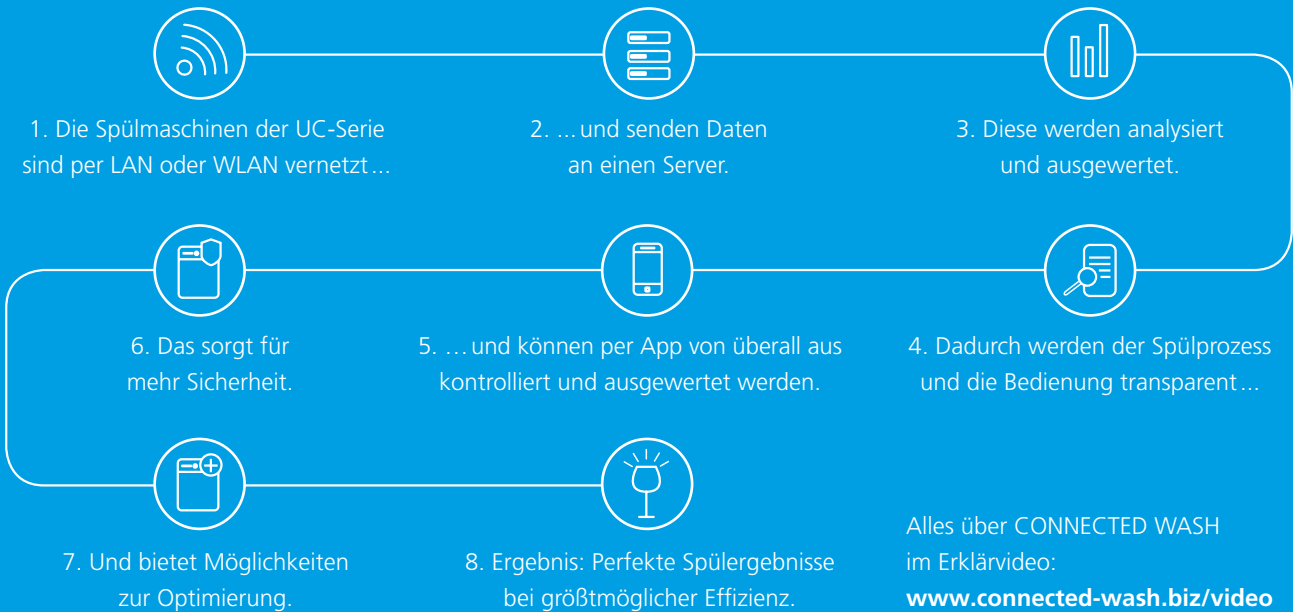 1. Die Spülmaschinen der UC-Serie
sind per LAN oder WLAN vernetzt...
2. ...und senden Daten
an einen Server.
3. Diese werden analysiert
und ausgewertet.
4. Dadurch werden der Spülprozess
und die Bedienung transparent...
5. ...und können per App von überall aus
kontrolliert und ausgewertet werden.
6. Das sorgt für
mehr Sicherheit.
7. Und bietet Möglichkeiten
zur Optimierung.
8. Ergebnis: Perfekte Spülergebnisse
bei größtmöglicher Effizienz.
Alles über CONNECTED WASH
im Erklärvideo:
www.connected-wash.biz/video